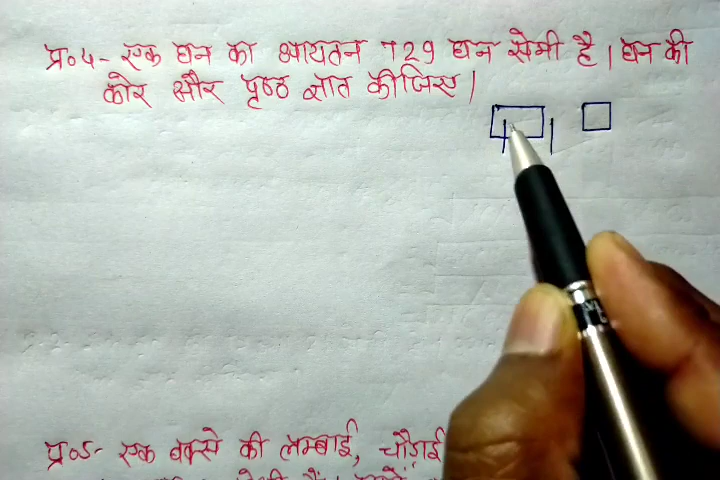 प्र०4- एक घन का आयतन 729 घन सेमी है। घन की
कोर और पृष्ठ ज्ञात कीजिए।
प्र०5- एक बक्से की लम्बाई, चौड़ाई